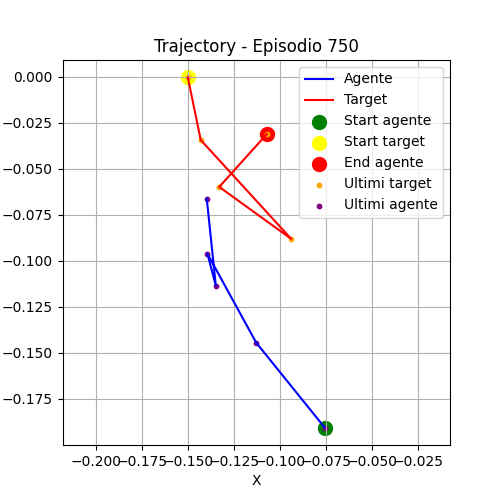 Trajectory - Episodio 750
0.000
−0.025
−0.050
−0.075
−0.100
−0.125
−0.150
−0.175
Agente
Target
Start agente
Start target
End agente
Ultimi target
Ultimi agente
−0.200 −0.175 −0.150 −0.125 −0.100 −0.075 −0.050 −0.025
X